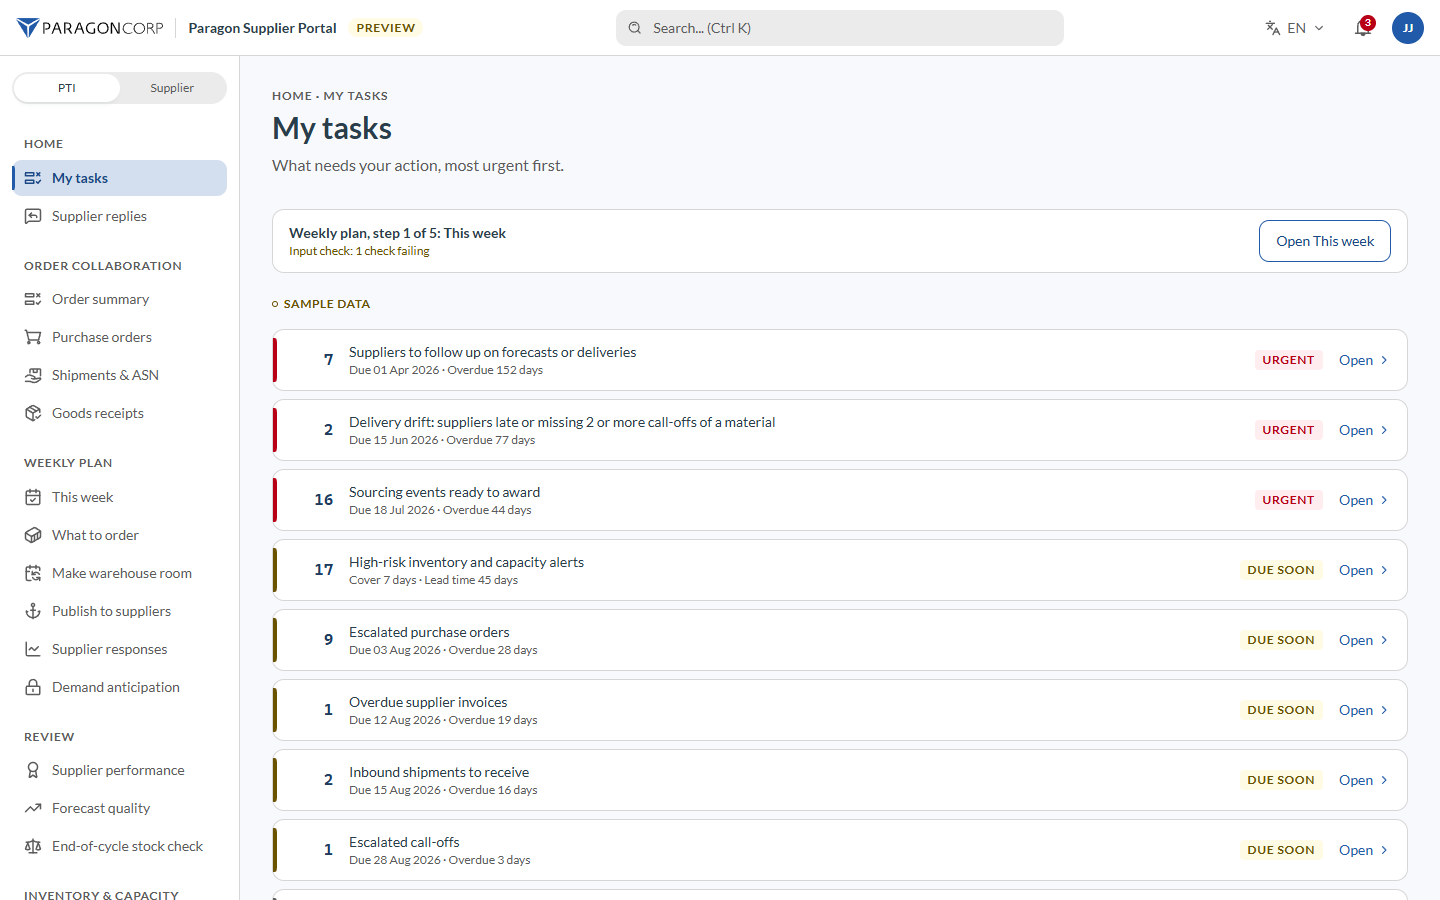 PARAGONCORP
Paragon Supplier Portal
PREVIEW
Search... (Ctrl K)
EN
3
JJ
PTI
Supplier
HOME
My tasks
Supplier replies
ORDER COLLABORATION
Order summary
Purchase orders
Shipments & ASN
Goods receipts
WEEKLY PLAN
This week
What to order
Make warehouse room
Publish to suppliers
Supplier responses
Demand anticipation
REVIEW
Supplier performance
Forecast quality
End-of-cycle stock check
INVENTORY & CAPACITY
HOME · MY TASKS
My tasks
What needs your action, most urgent first.
Weekly plan, step 1 of 5: This week
Input check: 1 check failing
Open This week
SAMPLE DATA
7
Suppliers to follow up on forecasts or deliveries
Due 01 Apr 2026 · Overdue 152 days
URGENT
Open
2
Delivery drift: suppliers late or missing 2 or more call-offs of a material
Due 15 Jun 2026 · Overdue 77 days
URGENT
Open
16
Sourcing events ready to award
Due 18 Jul 2026 · Overdue 44 days
URGENT
Open
17
High-risk inventory and capacity alerts
Cover 7 days · Lead time 45 days
DUE SOON
Open
9
Escalated purchase orders
Due 03 Aug 2026 · Overdue 28 days
DUE SOON
Open
1
Overdue supplier invoices
Due 12 Aug 2026 · Overdue 19 days
DUE SOON
Open
2
Inbound shipments to receive
Due 15 Aug 2026 · Overdue 16 days
DUE SOON
Open
1
Escalated call-offs
Due 28 Aug 2026 · Overdue 3 days
DUE SOON
Open